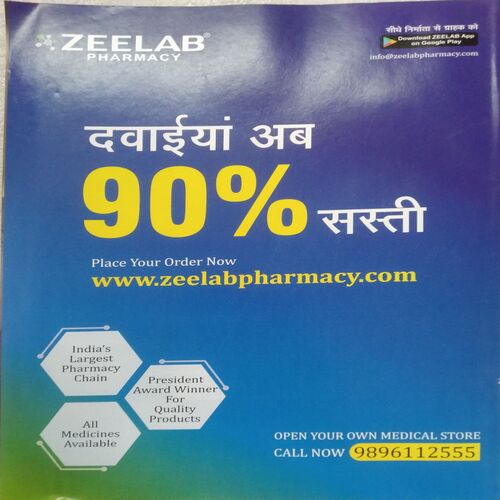 ZEELAB®
PHARMACY
सीधे निर्माता से ग्राहक को
Download ZEELAB App
on Google Play
info@zeelabpharmacy.com
दवाईयां अब
90% सस्ती
Place Your Order Now
www.zeelabpharmacy.com
India's
Largest
Pharmacy
Chain
President
Award Winner
For
Quality
Products
All
Medicines
Available
OPEN YOUR OWN MEDICAL STORE
CALL NOW 9896112555